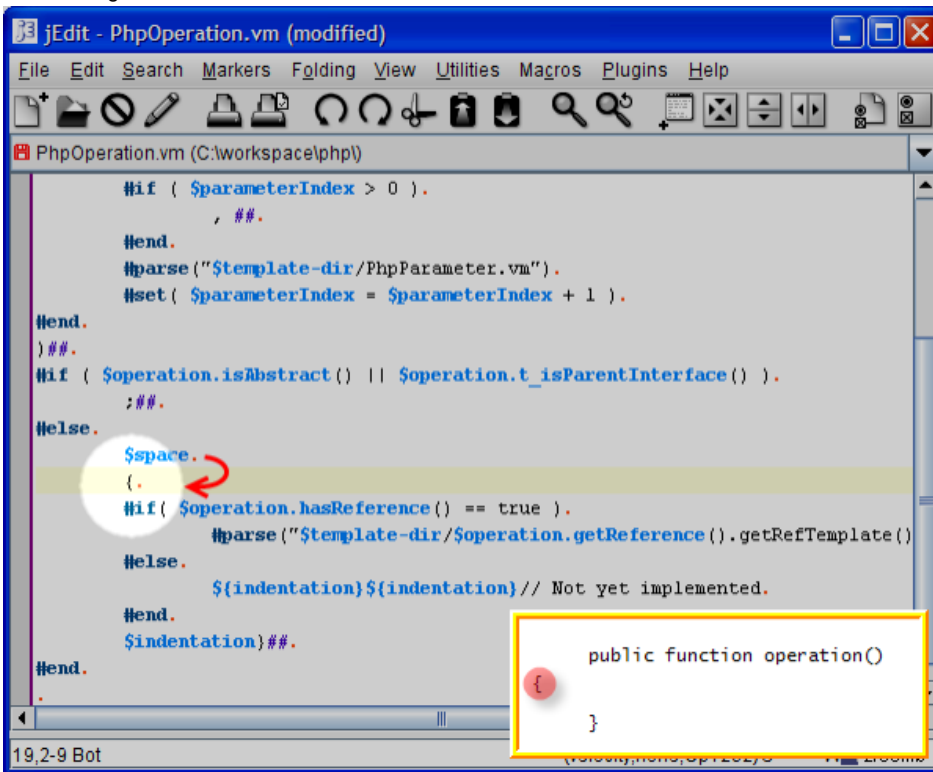 jEdit - PhpOperation.vm (modified)
File Edit Search Markers Folding View Utilities Macros Plugins Help
PhpOperation.vm (C:\workspace\php\)
#if ( $parameterIndex > 0 ).
, ##.
#end.
#parse("$template-dir/PhpParameter.vm").
#set( $parameterIndex = $parameterIndex + 1 ).
#end.
)##.
#if ( $operation.isAbstract() || $operation.t_isParentInterface() ).
;##.
#else.
$space.
{.
#if( $operation.hasReference() == true ).
#parse("$template-dir/$operation.getReference().getRefTemplate()
#else.
${indentation}${indentation}// Not yet implemented.
#end.
$indentation}##.
#end.
.
public function operation()
{
}
19,2-9 Bot